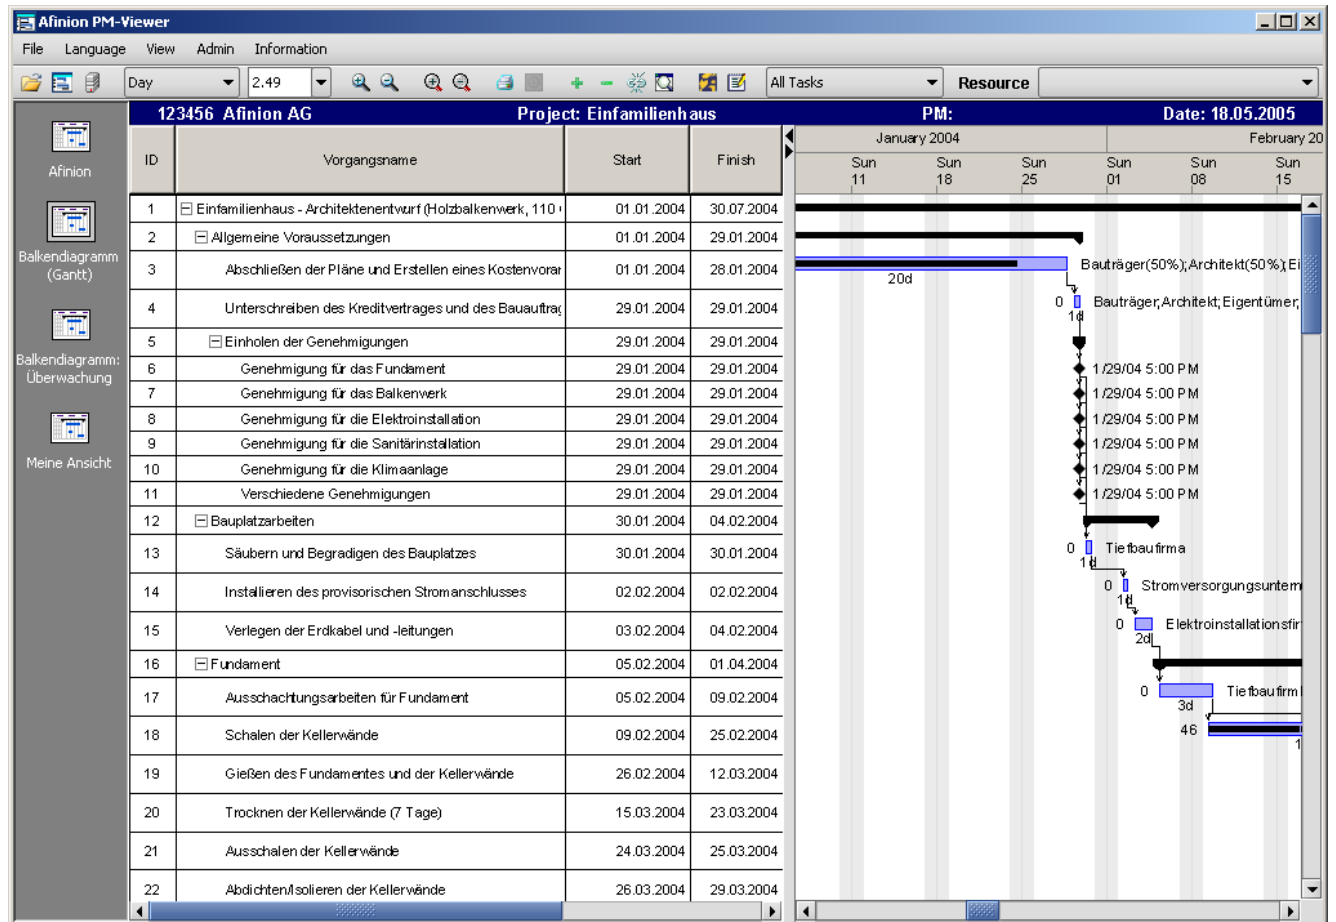 Afinion PM-Viewer
File Language View Admin Information
Day 2.49 All Tasks Resource
123456 Afinion AG Project: Einfamilienhaus PM: Date: 18.05.2005
Afinion
Balkendiagramm
(Gantt)
Balkendiagramm:
Überwachung
Meine Ansicht
ID Vorgangsname Start Finish
January 2004 February 20
Sun Sun Sun Sun Sun Sun
11 18 25 01 08 15
1 Einfamilienhaus - Architektenentwurf (Holzbalkenwerk, 110 01.01.2004 30.07.2004
2 Allgemeine Voraussetzungen 01.01.2004 29.01.2004
3 Abschließen der Pläne und Erstellen eines Kostenvorar 01.01.2004 28.01.2004 Bauträger(50%);Architekt(50%);Ei
20d
4 Unterschreiben des Kreditvertrages und des Bauauftrag 29.01.2004 29.01.2004 0 Bauträger;Architekt;Eigentümer;
1d
5 Einholen der Genehmigungen 29.01.2004 29.01.2004
6 Genehmigung für das Fundament 29.01.2004 29.01.2004 1/29/04 5:00 PM
7 Genehmigung für das Balkenwerk 29.01.2004 29.01.2004 1/29/04 5:00 PM
8 Genehmigung für die Elektroinstallation 29.01.2004 29.01.2004 1/29/04 5:00 PM
9 Genehmigung für die Sanitärinstallation 29.01.2004 29.01.2004 1/29/04 5:00 PM
10 Genehmigung für die Klimaanlage 29.01.2004 29.01.2004 1/29/04 5:00 PM
11 Verschiedene Genehmigungen 29.01.2004 29.01.2004 1/29/04 5:00 PM
12 Bauplatzarbeiten 30.01.2004 04.02.2004
13 Säubern und Begradigen des Bauplatzes 30.01.2004 30.01.2004 0 Tiefbaufirma
1d
14 Installieren des provisorischen Stromanschlusses 02.02.2004 02.02.2004 0 Stromversorgungsuntern
1d
15 Verlegen der Erdkabel und -leitungen 03.02.2004 04.02.2004 0 Elektroinstallationsfir
2d
16 Fundament 05.02.2004 01.04.2004
17 Ausschachtungsarbeiten für Fundament 05.02.2004 09.02.2004 0 Tiefbaufirm
3d
18 Schalen der Kellerwände 09.02.2004 25.02.2004 46
1
19 Gießen des Fundamentes und der Kellerwände 26.02.2004 12.03.2004
20 Trocknen der Kellerwände (7 Tage) 15.03.2004 23.03.2004
21 Ausschalen der Kellerwände 24.03.2004 25.03.2004
22 Abdichten/Isolieren der Kellerwände 26.03.2004 29.03.2004